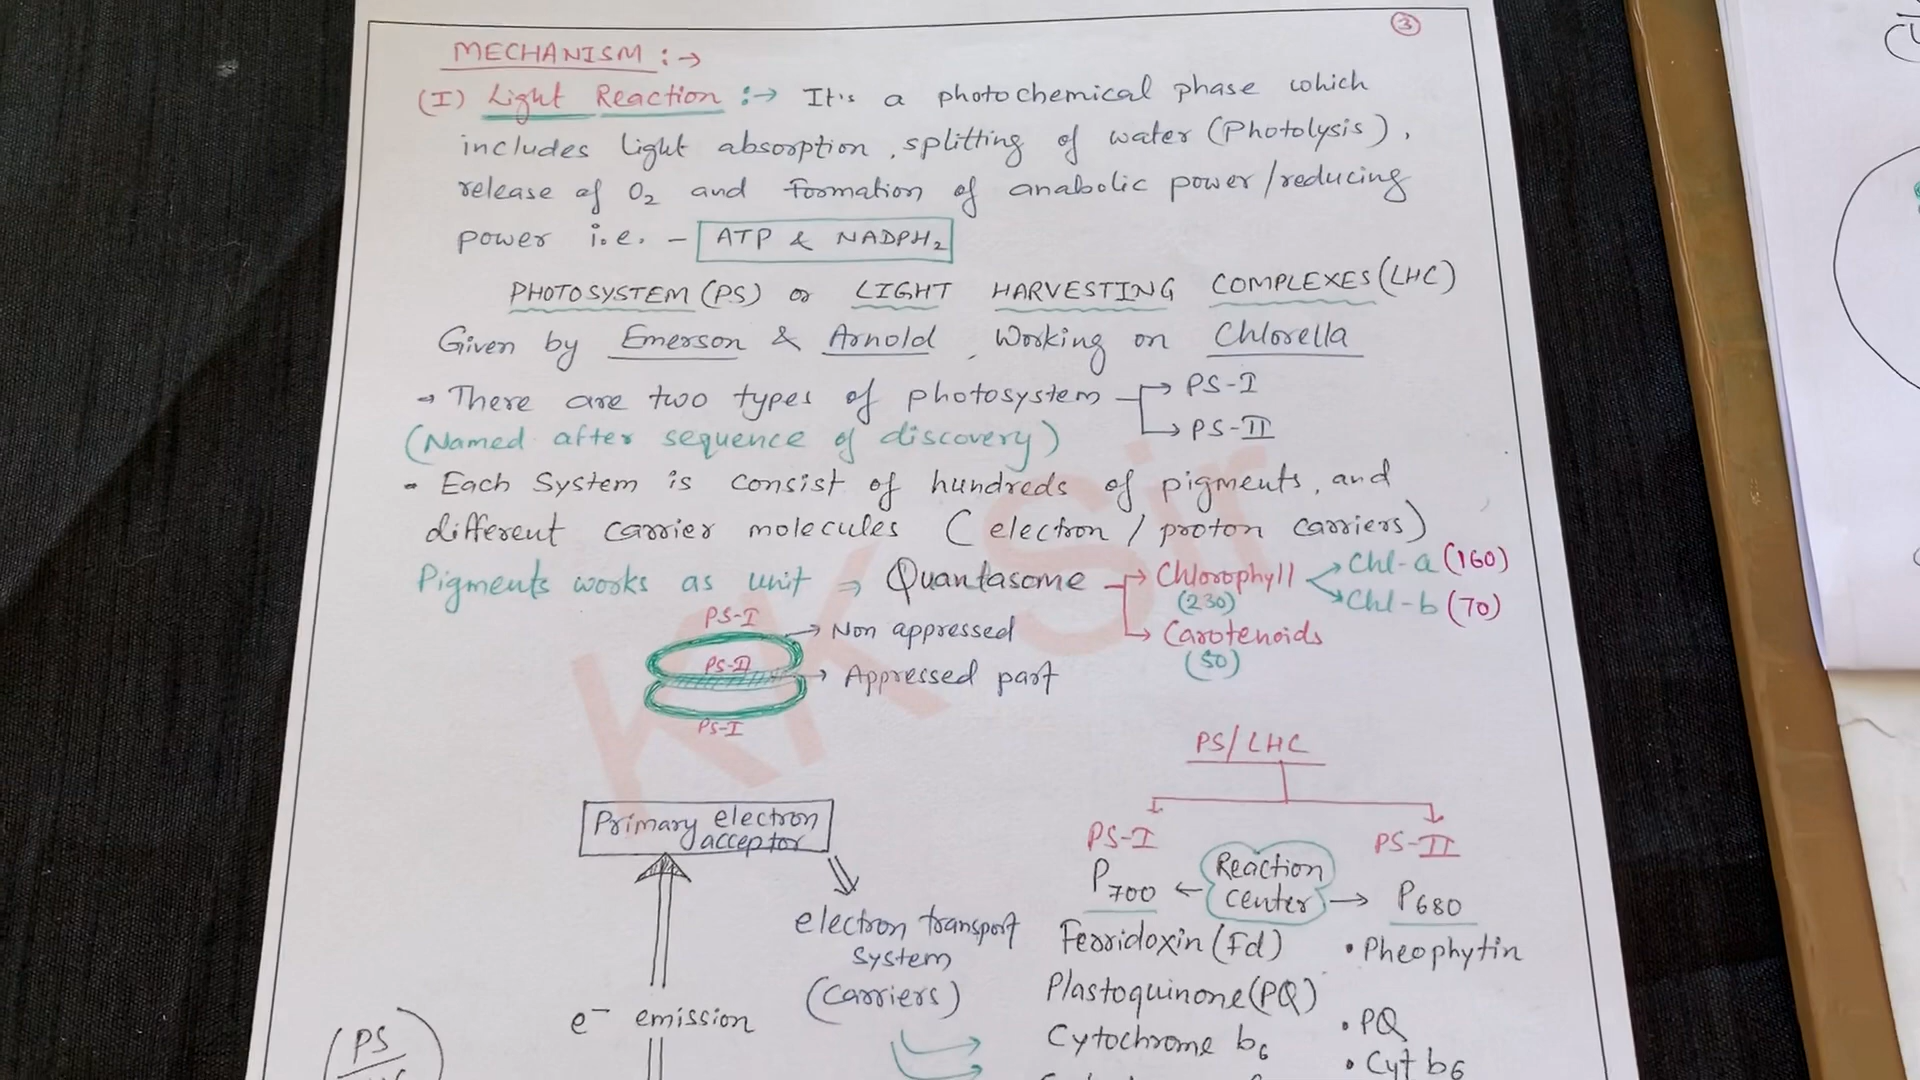 3
MECHANISM :→
(I) Light Reaction :→ It's a photochemical phase which
includes light absorption, splitting of water (Photolysis),
release of O₂ and formation of anabolic power/reducing
power i.e. – ATP & NADPH₂
PHOTOSYSTEM (PS) or LIGHT HARVESTING COMPLEXES (LHC)
Given by Emerson & Arnold, Working on Chlorella
→ There are two types of photosystem → PS-I
→ PS-II
(Named after sequence of discovery)
- Each System is consist of hundreds of pigments, and
different carrier molecules (electron / proton carriers)
Pigments works as unit ⇒ Quantasome → Chlorophyll → Chl-a (160)
(230) → Chl-b (70)
→ Carotenoids
(50)
PS-I
→ Non appressed
PS-II
→ Appressed part
PS-I
KK Sir
PS/LHC
PS-I
PS-II
P700 ← Reaction center → P680
Primary electron
acceptor
electron transport
system
(carriers)
e⁻ emission
Ferridoxin (Fd)
Plastoquinone (PQ)
Cytochrome b₆
• Pheophytin
• PQ
• Cyt b6
PS